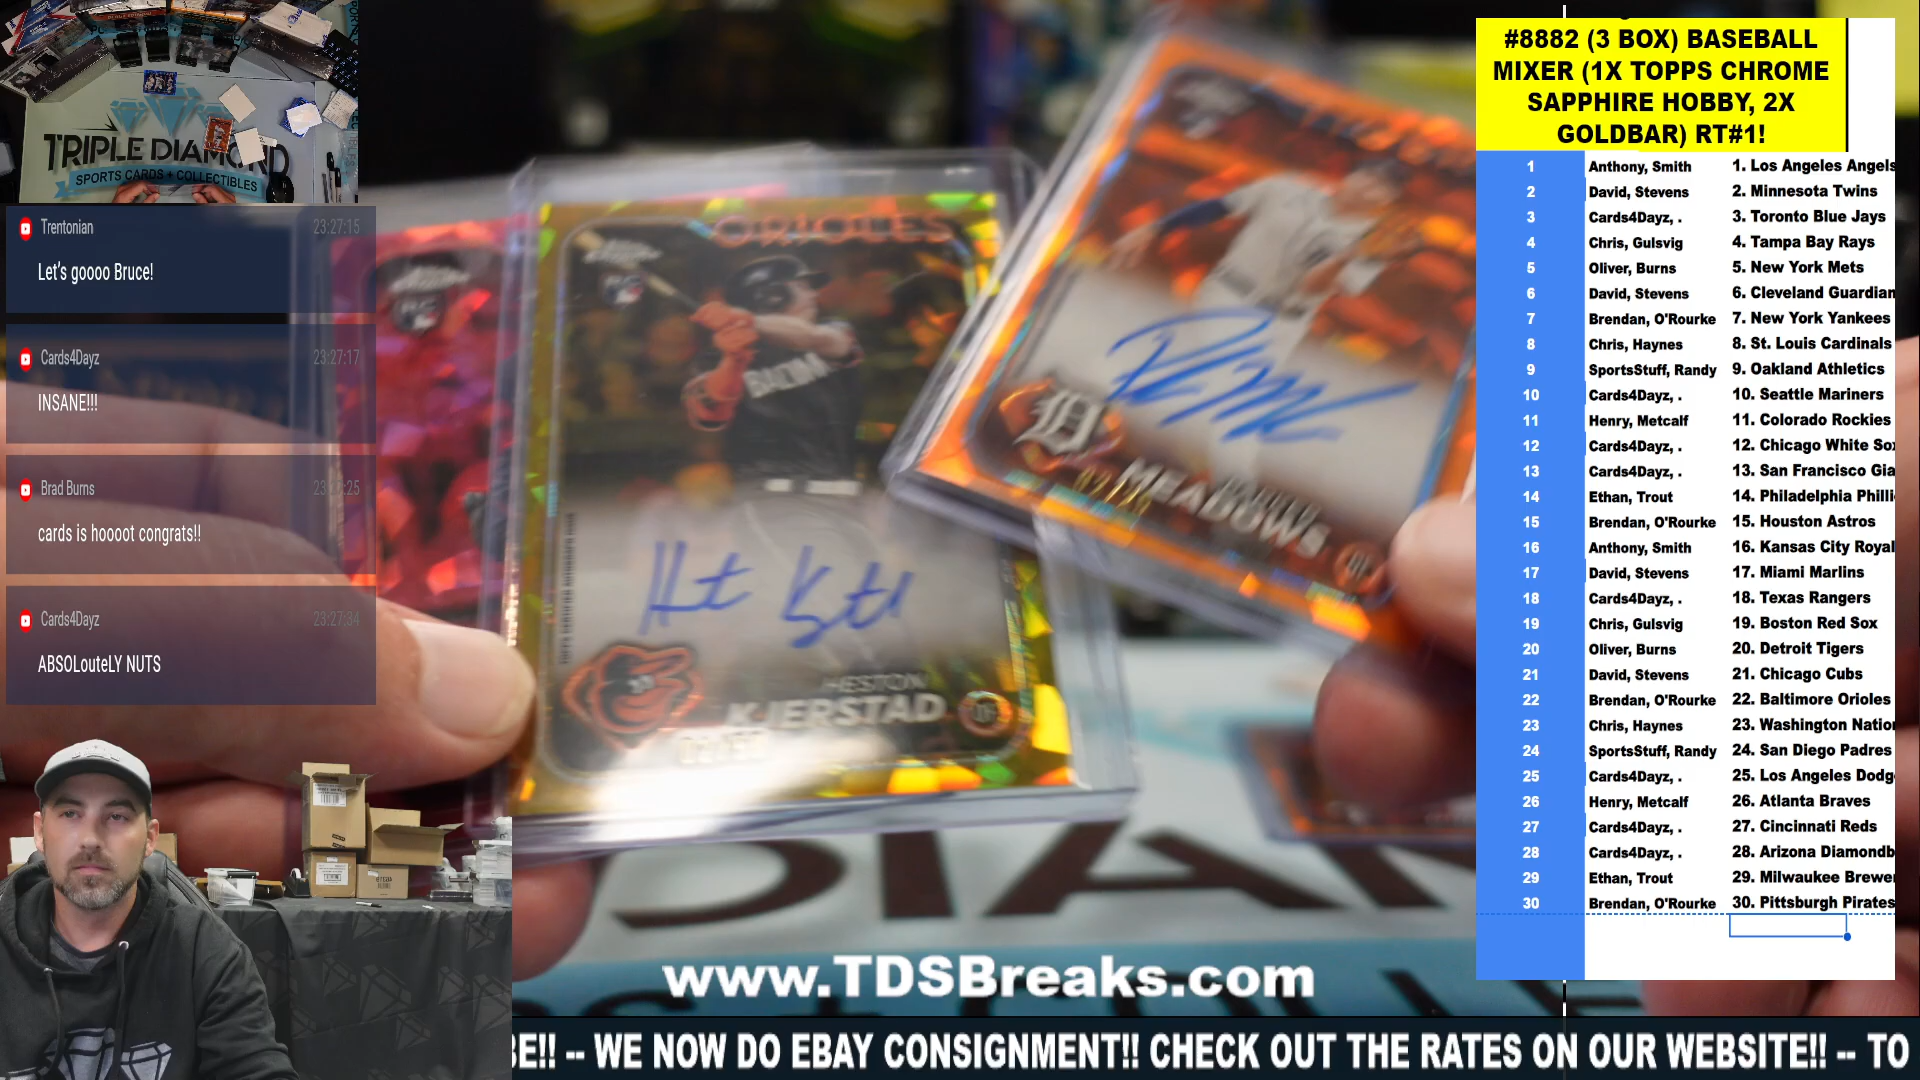 TRIPLE DIAMOND
SPORTS CARDS + COLLECTIBLES
Trentonian 23:27:15
Let's goooo Bruce!
Cards4Dayz 23:27:17
INSANE!!!
Brad Burns
cards is hoooot congrats!!
Cards4Dayz 23:27:34
ABSOLouteLY NUTS
ORIOLES
HESTON
KJERSTAD
MEADOWS
www.TDSBreaks.com
BE!! -- WE NOW DO EBAY CONSIGNMENT!! CHECK OUT THE RATES ON OUR WEBSITE!! -- TO
#8882 (3 BOX) BASEBALL
MIXER (1X TOPPS CHROME
SAPPHIRE HOBBY, 2X
GOLDBAR) RT#1!
1 Anthony, Smith 1. Los Angeles Angels
2 David, Stevens 2. Minnesota Twins
3 Cards4Dayz, . 3. Toronto Blue Jays
4 Chris, Gulsvig 4. Tampa Bay Rays
5 Oliver, Burns 5. New York Mets
6 David, Stevens 6. Cleveland Guardian
7 Brendan, O'Rourke 7. New York Yankees
8 Chris, Haynes 8. St. Louis Cardinals
9 SportsStuff, Randy 9. Oakland Athletics
10 Cards4Dayz, . 10. Seattle Mariners
11 Henry, Metcalf 11. Colorado Rockies
12 Cards4Dayz, . 12. Chicago White Sox
13 Cards4Dayz, . 13. San Francisco Gia
14 Ethan, Trout 14. Philadelphia Philli
15 Brendan, O'Rourke 15. Houston Astros
16 Anthony, Smith 16. Kansas City Royal
17 David, Stevens 17. Miami Marlins
18 Cards4Dayz, . 18. Texas Rangers
19 Chris, Gulsvig 19. Boston Red Sox
20 Oliver, Burns 20. Detroit Tigers
21 David, Stevens 21. Chicago Cubs
22 Brendan, O'Rourke 22. Baltimore Orioles
23 Chris, Haynes 23. Washington Nation
24 SportsStuff, Randy 24. San Diego Padres
25 Cards4Dayz, . 25. Los Angeles Dodg
26 Henry, Metcalf 26. Atlanta Braves
27 Cards4Dayz, . 27. Cincinnati Reds
28 Cards4Dayz, . 28. Arizona Diamondb
29 Ethan, Trout 29. Milwaukee Brewe
30 Brendan, O'Rourke 30. Pittsburgh Pirates